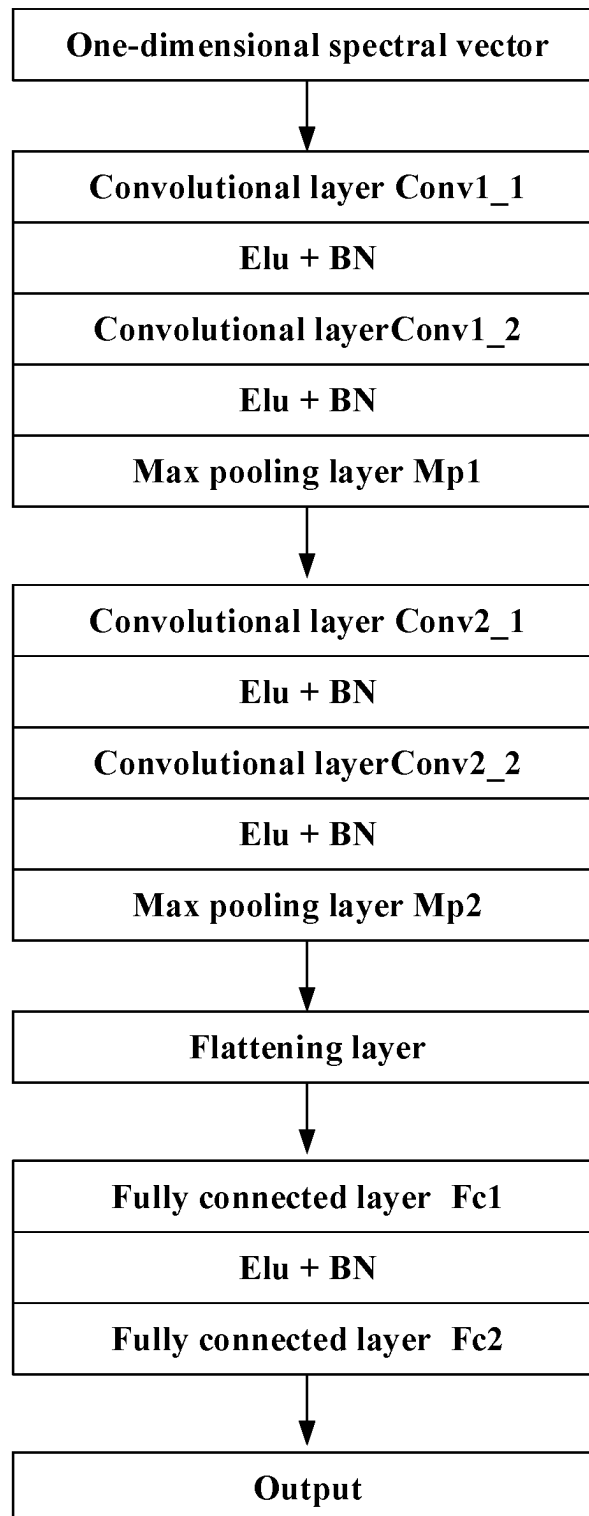 One-dimensional spectral vector
Convolutional layer Conv1_1
Elu + BN
Convolutional layerConv1_2
Elu + BN
Max pooling layer Mp1
Convolutional layer Conv2_1
Elu + BN
Convolutional layerConv2_2
Elu + BN
Max pooling layer Mp2
Flattening layer
Fully connected layer  Fc1
Elu + BN
Fully connected layer  Fc2
Output